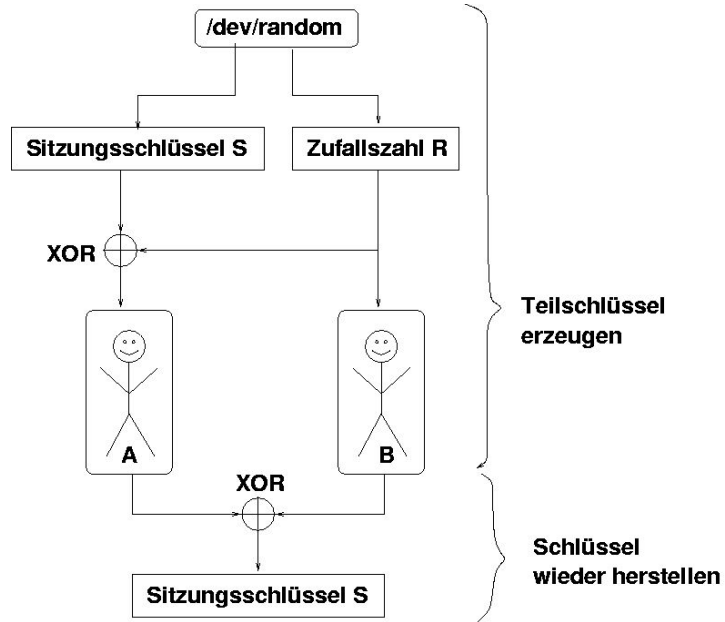 /dev/random
Sitzungsschlüssel S
Zufallszahl R
XOR
Teilschlüssel
erzeugen
A
B
XOR
Schlüssel
wieder herstellen
Sitzungsschlüssel S